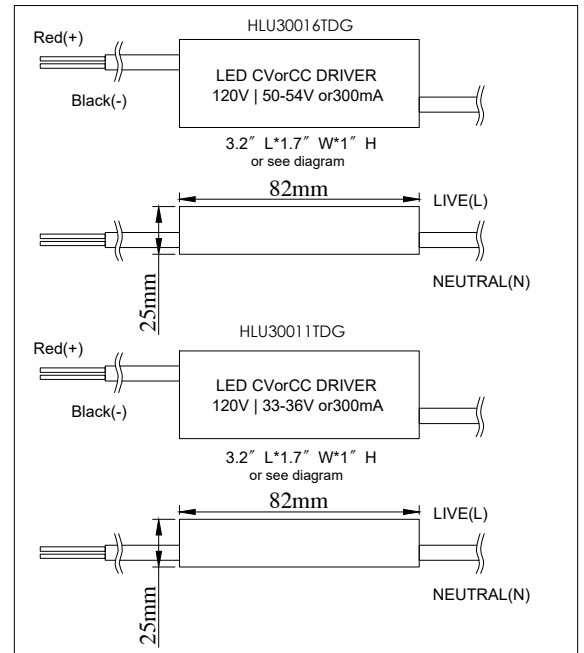 HLU30016TDG
Red(+)
LED CVorCC DRIVER
120V | 50-54V or300mA
Black(-)
3.2″ L*1.7″ W*1″ H
or see diagram
82mm
LIVE(L)
25mm
NEUTRAL(N)
HLU30011TDG
Red(+)
LED CVorCC DRIVER
120V | 33-36V or300mA
Black(-)
3.2″ L*1.7″ W*1″ H
or see diagram
82mm
LIVE(L)
25mm
NEUTRAL(N)